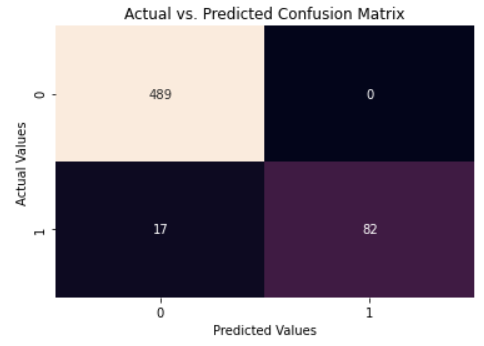 Actual vs. Predicted Confusion Matrix
Actual Values
0
489
0
1
17
82
0
1
Predicted Values